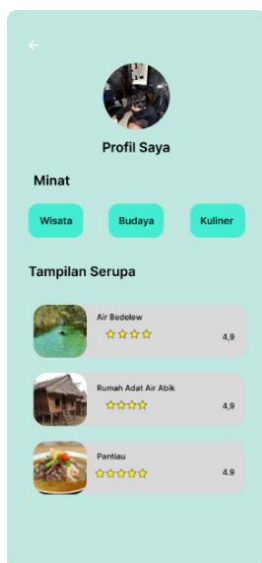 Profil Saya
Minat
Wisata Budaya Kuliner
Tampilan Serupa
Air Bedelew
4,9
Rumah Adat Air Abik
4,9
Pantiau
4.9